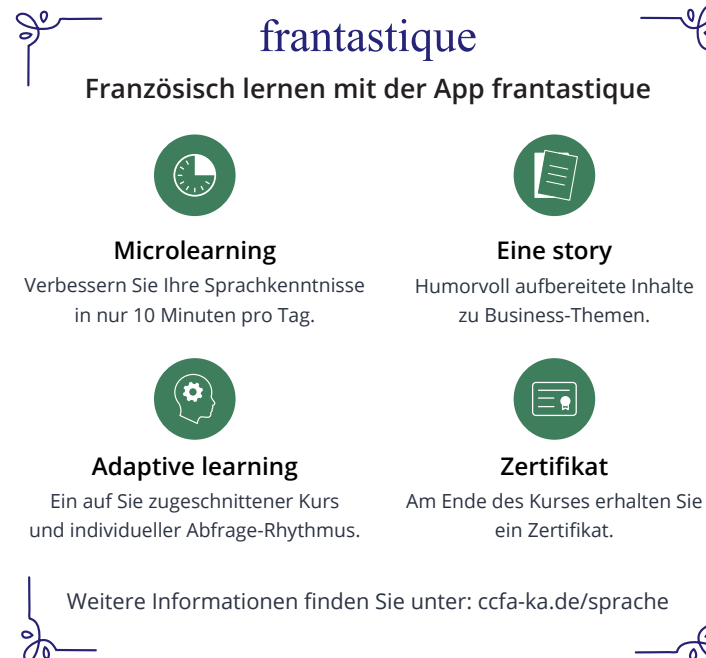 frantastique
Französisch lernen mit der App frantastique
Microlearning
Verbessern Sie Ihre Sprachkenntnisse
in nur 10 Minuten pro Tag.
Eine story
Humorvoll aufbereitete Inhalte
zu Business-Themen.
Adaptive learning
Ein auf Sie zugeschnittener Kurs
und individueller Abfrage-Rhythmus.
Zertifikat
Am Ende des Kurses erhalten Sie
ein Zertifikat.
Weitere Informationen finden Sie unter: ccfa-ka.de/sprache